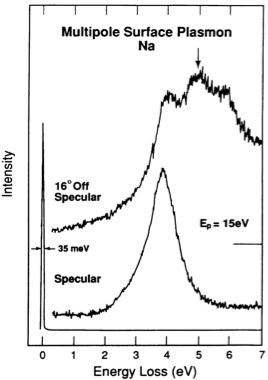 Multipole Surface Plasmon
Na
Intensity
16° Off
Specular
Eₚ = 15eV
35 meV
Specular
0 1 2 3 4 5 6 7
Energy Loss (eV)